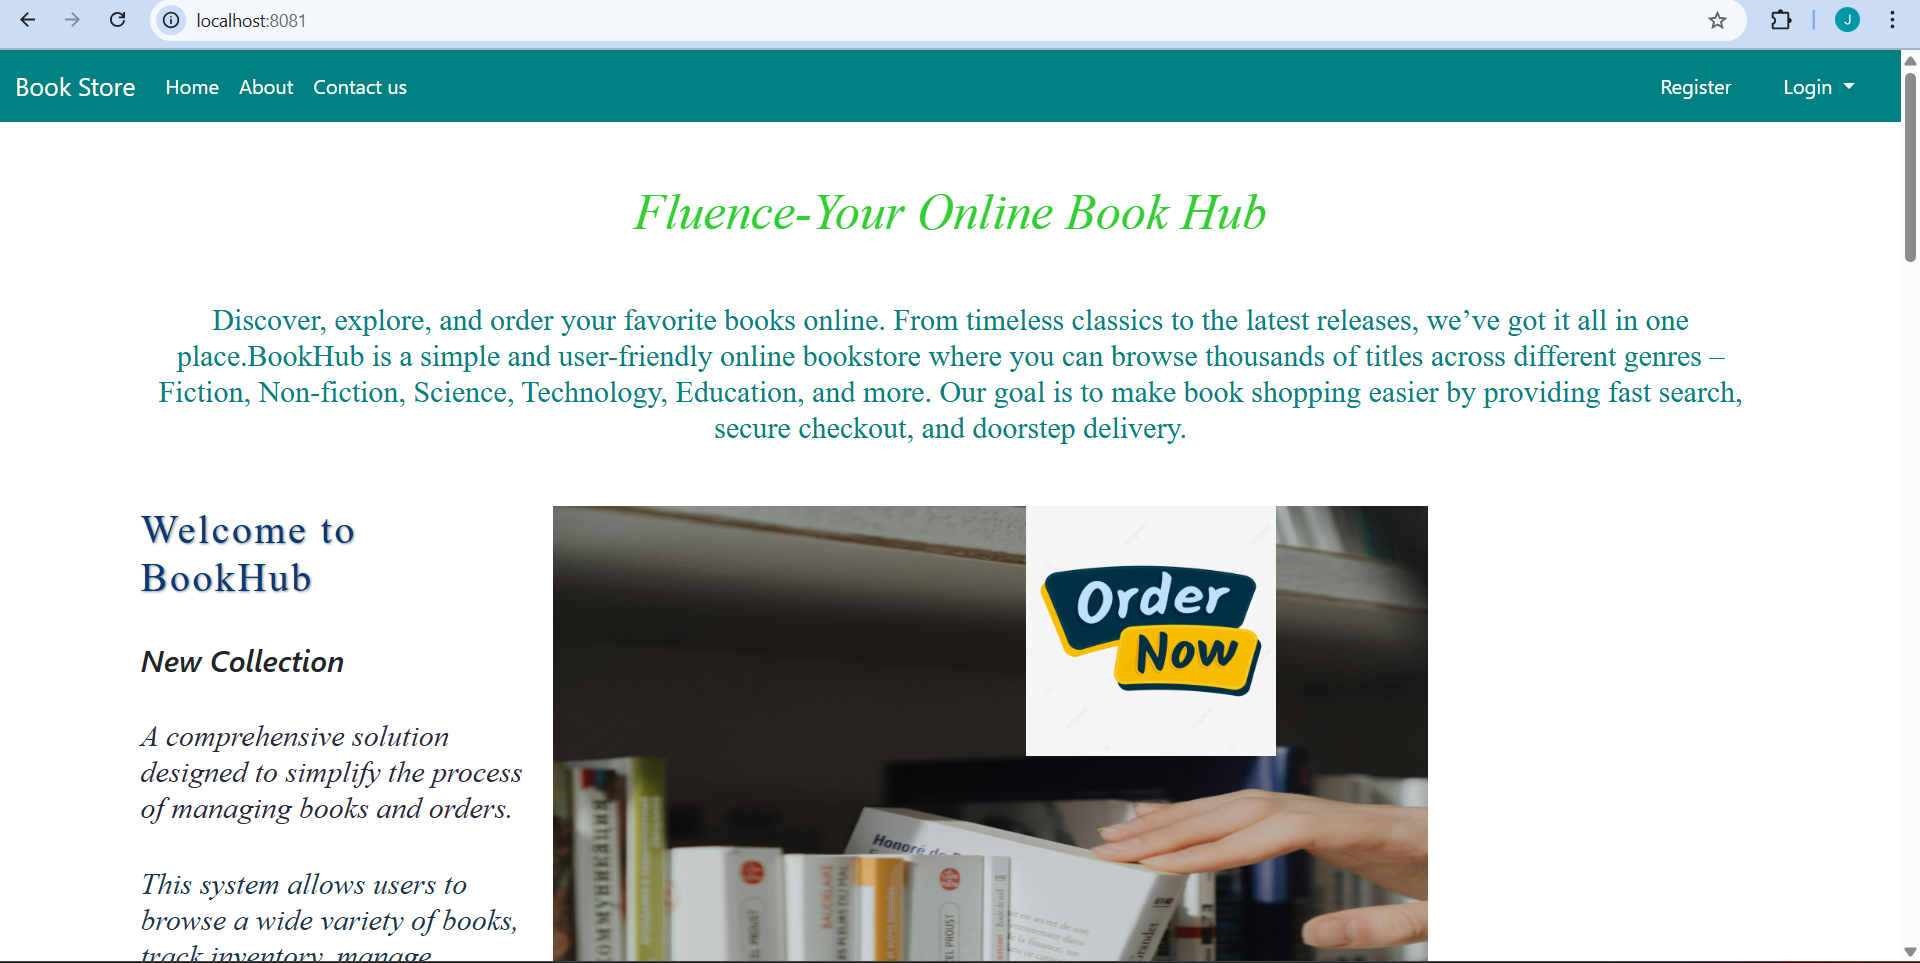 localhost:8081
J
Book Store Home About Contact us Register Login
Fluence-Your Online Book Hub
Discover, explore, and order your favorite books online. From timeless classics to the latest releases, we’ve got it all in one
place.BookHub is a simple and user-friendly online bookstore where you can browse thousands of titles across different genres –
Fiction, Non-fiction, Science, Technology, Education, and more. Our goal is to make book shopping easier by providing fast search,
secure checkout, and doorstep delivery.
Welcome to
BookHub
New Collection
A comprehensive solution
designed to simplify the process
of managing books and orders.
This system allows users to
browse a wide variety of books,
track inventory, manage
Order
Now
Honoré de
BAUDELAIRE
PROUST
PROUST
Grandet